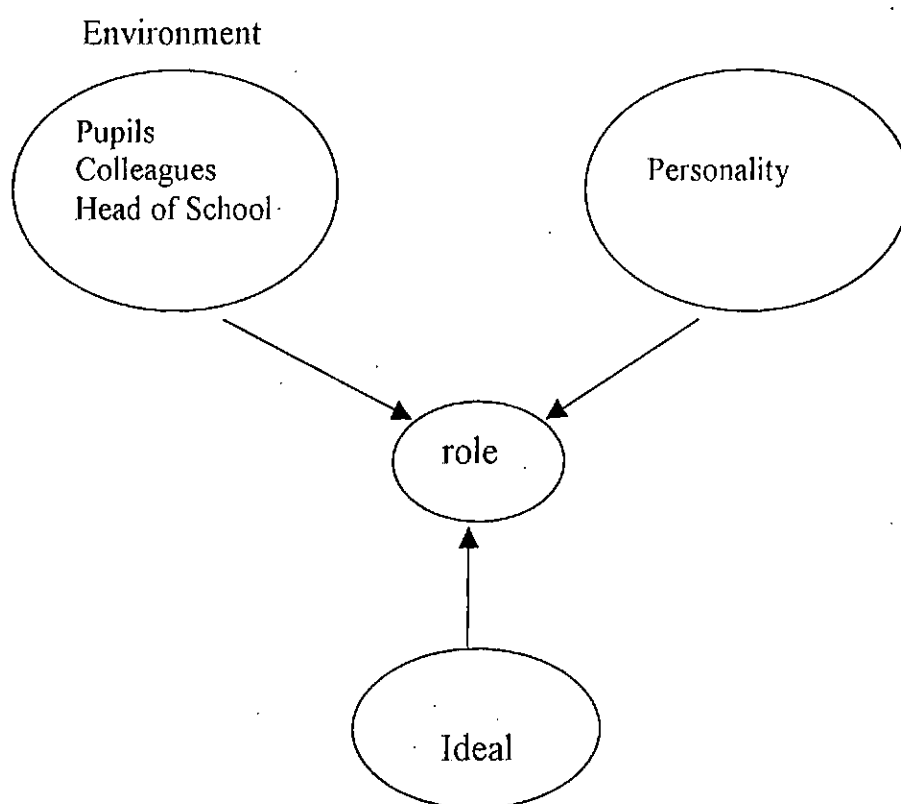 Environment
Pupils
Colleagues
Head of School
Personality
role
Ideal